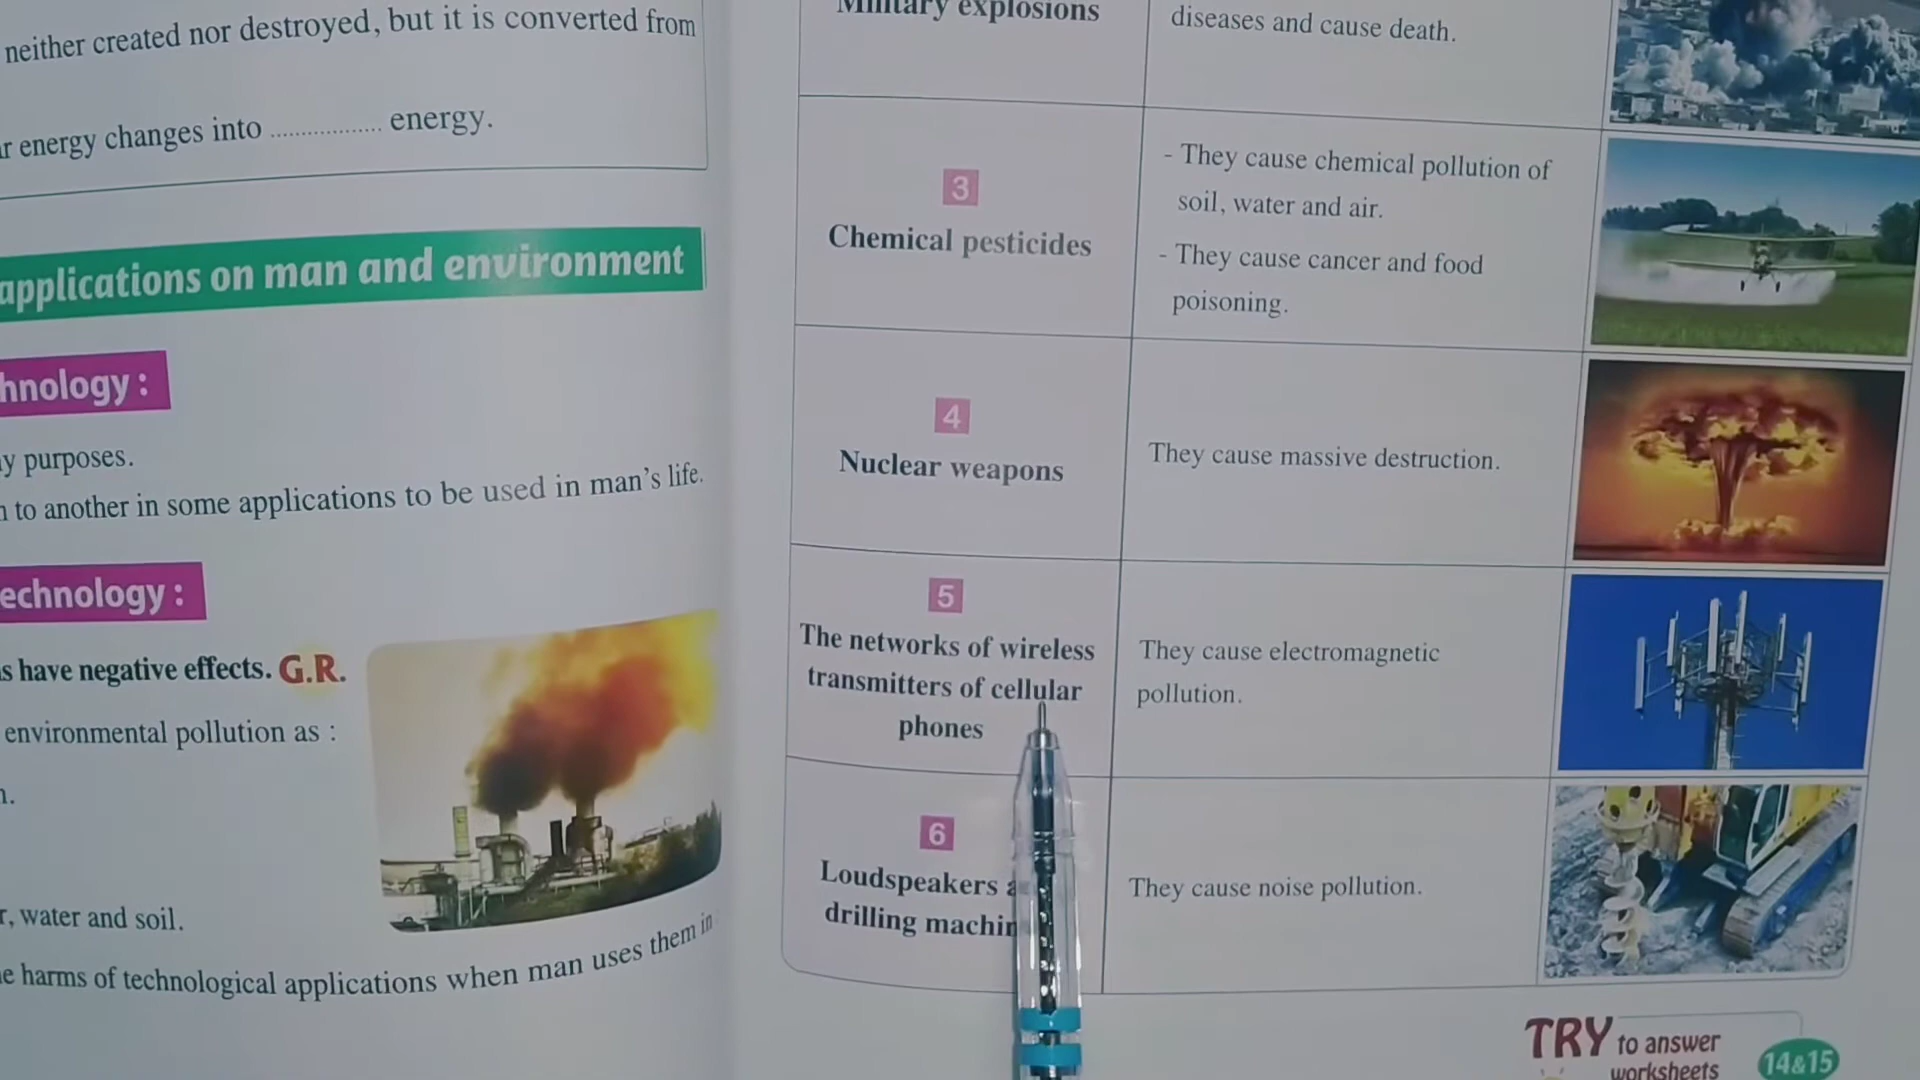 neither created nor destroyed, but it is converted from
energy changes into .................. energy.
applications on man and environment
purposes.
to another in some applications to be used in man's life.
have negative effects. G.R.
environmental pollution as :
water and soil.
harms of technological applications when man uses them in
Military explosions
diseases and cause death.
3
Chemical pesticides
- They cause chemical pollution of
soil, water and air.
- They cause cancer and food
poisoning.
4
Nuclear weapons
They cause massive destruction.
5
The networks of wireless
transmitters of cellular
phones
They cause electromagnetic
pollution.
6
Loudspeakers
drilling
They cause noise pollution.
TRY to answer
worksheets
14&15